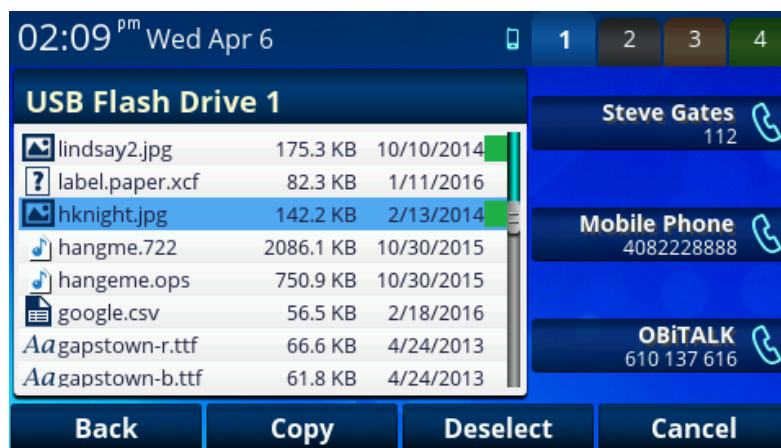 02:09 pm Wed Apr 6
1 2 3 4
USB Flash Drive 1
lindsay2.jpg 175.3 KB 10/10/2014
? label.paper.xcf 82.3 KB 1/11/2016
hknight.jpg 142.2 KB 2/13/2014
hangme.722 2086.1 KB 10/30/2015
hangeme.ops 750.9 KB 10/30/2015
google.csv 56.5 KB 2/18/2016
Aa gapstown-r.ttf 66.6 KB 4/24/2013
Aa gapstown-b.ttf 61.8 KB 4/24/2013
Steve Gates
112
Mobile Phone
4082228888
OBiTALK
610 137 616
Back Copy Deselect Cancel